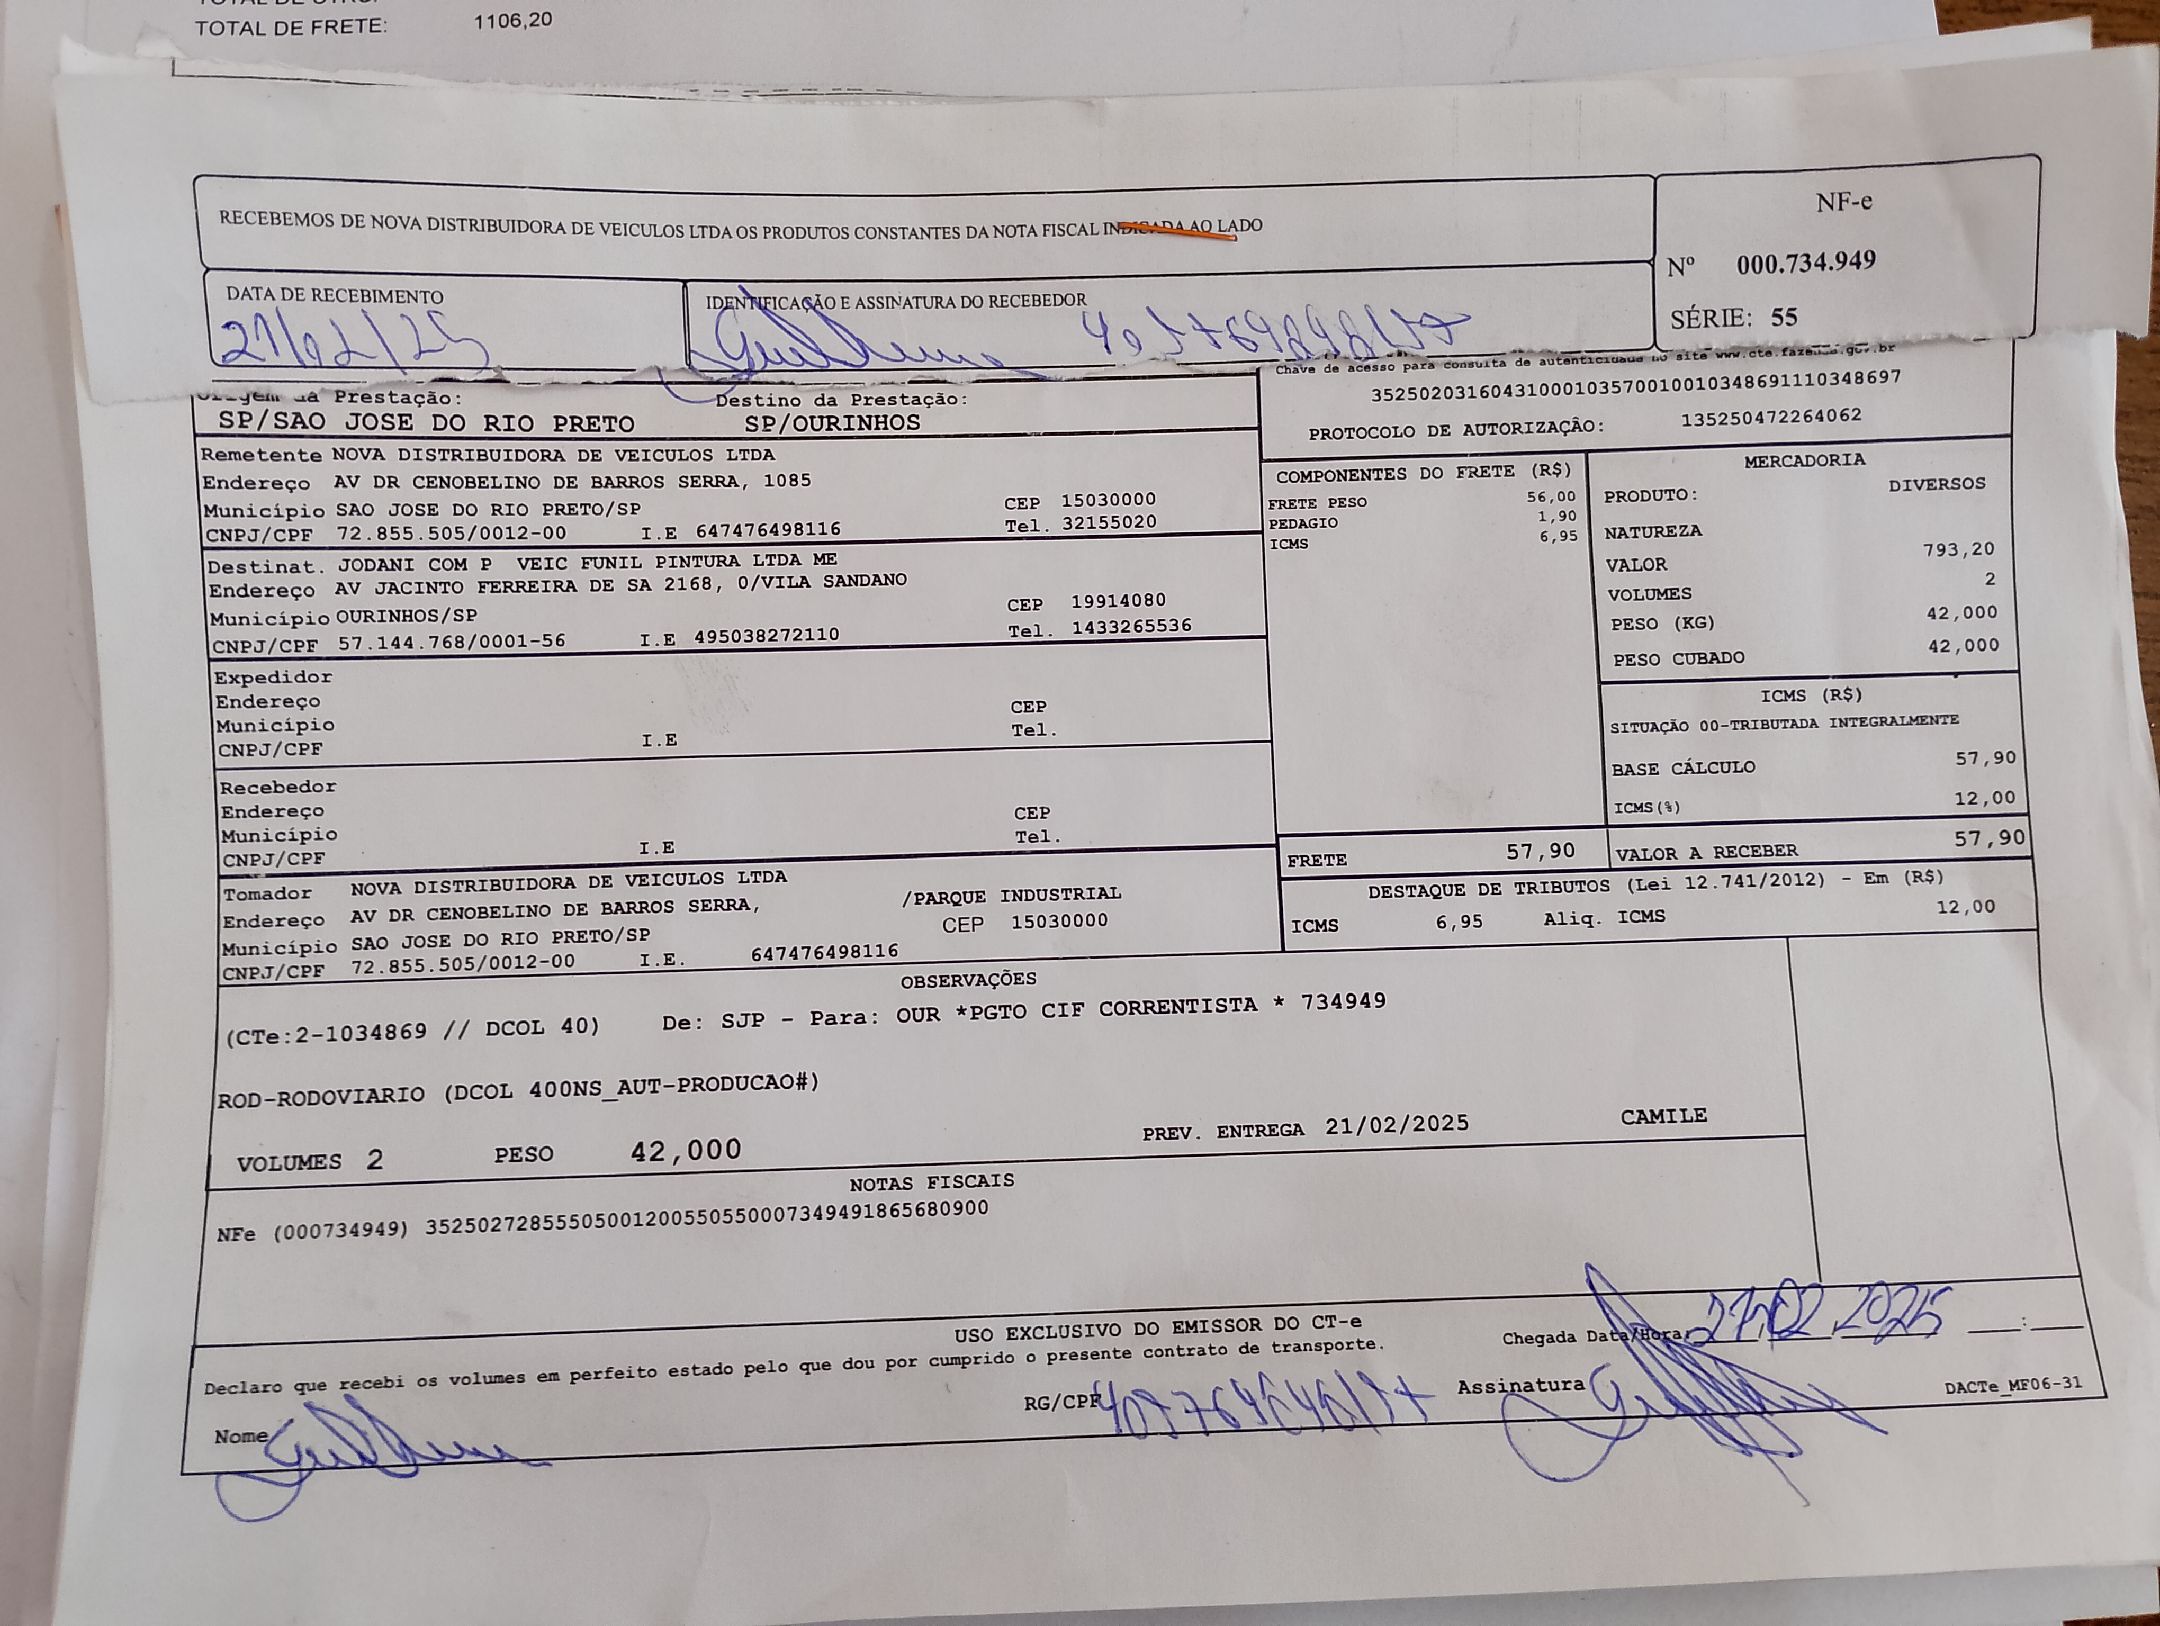 TOTAL DE FRETE: 1106,20
RECEBEMOS DE NOVA DISTRIBUIDORA DE VEICULOS LTDA OS PRODUTOS CONSTANTES DA NOTA FISCAL INDICADA AO LADO
NF-e
Nº 000.734.949
SÉRIE: 55
DATA DE RECEBIMENTO
21/02/25
IDENTIFICAÇÃO E ASSINATURA DO RECEBEDOR
Guilherme
Chave de acesso para consulta de autenticidade no site www.cte.fazenda.gov.br
35250203160431000103570010010348691110348697
PROTOCOLO DE AUTORIZAÇÃO: 135250472264062
Origem da Prestação: Destino da Prestação:
SP/SAO JOSE DO RIO PRETO SP/OURINHOS
Remetente NOVA DISTRIBUIDORA DE VEICULOS LTDA
Endereço AV DR CENOBELINO DE BARROS SERRA, 1085
Município SAO JOSE DO RIO PRETO/SP CEP 15030000
CNPJ/CPF 72.855.505/0012-00 I.E 647476498116 Tel. 32155020
Destinat. JODANI COM P VEIC FUNIL PINTURA LTDA ME
Endereço AV JACINTO FERREIRA DE SA 2168, 0/VILA SANDANO
Município OURINHOS/SP CEP 19914080
CNPJ/CPF 57.144.768/0001-56 I.E 495038272110 Tel. 1433265536
Expedidor
Endereço
Município CEP
CNPJ/CPF I.E Tel.
Recebedor
Endereço
Município CEP
CNPJ/CPF I.E Tel.
Tomador NOVA DISTRIBUIDORA DE VEICULOS LTDA
Endereço AV DR CENOBELINO DE BARROS SERRA, /PARQUE INDUSTRIAL
Município SAO JOSE DO RIO PRETO/SP CEP 15030000
CNPJ/CPF 72.855.505/0012-00 I.E. 647476498116
COMPONENTES DO FRETE (R$)
FRETE PESO 56,00
PEDAGIO 1,90
ICMS 6,95
MERCADORIA
PRODUTO: DIVERSOS
NATUREZA
VALOR 793,20
VOLUMES 2
PESO (KG) 42,000
PESO CUBADO 42,000
ICMS (R$)
SITUAÇÃO 00-TRIBUTADA INTEGRALMENTE
BASE CÁLCULO 57,90
ICMS(%) 12,00
FRETE 57,90 VALOR A RECEBER 57,90
DESTAQUE DE TRIBUTOS (Lei 12.741/2012) - Em (R$)
ICMS 6,95 Aliq. ICMS 12,00
OBSERVAÇÕES
(CTe:2-1034869 // DCOL 40) De: SJP - Para: OUR *PGTO CIF CORRENTISTA * 734949
ROD-RODOVIARIO (DCOL 400NS_AUT-PRODUCAO#)
VOLUMES 2 PESO 42,000 PREV. ENTREGA 21/02/2025 CAMILE
NOTAS FISCAIS
NFe (000734949) 35250272855505001200550550007349491865680900
USO EXCLUSIVO DO EMISSOR DO CT-e
Declaro que recebi os volumes em perfeito estado pelo que dou por cumprido o presente contrato de transporte.
Chegada Data/Hora: 21,02,2025 ___:___
Nome Guilherme RG/CPF Assinatura
DACTe_MF06-31